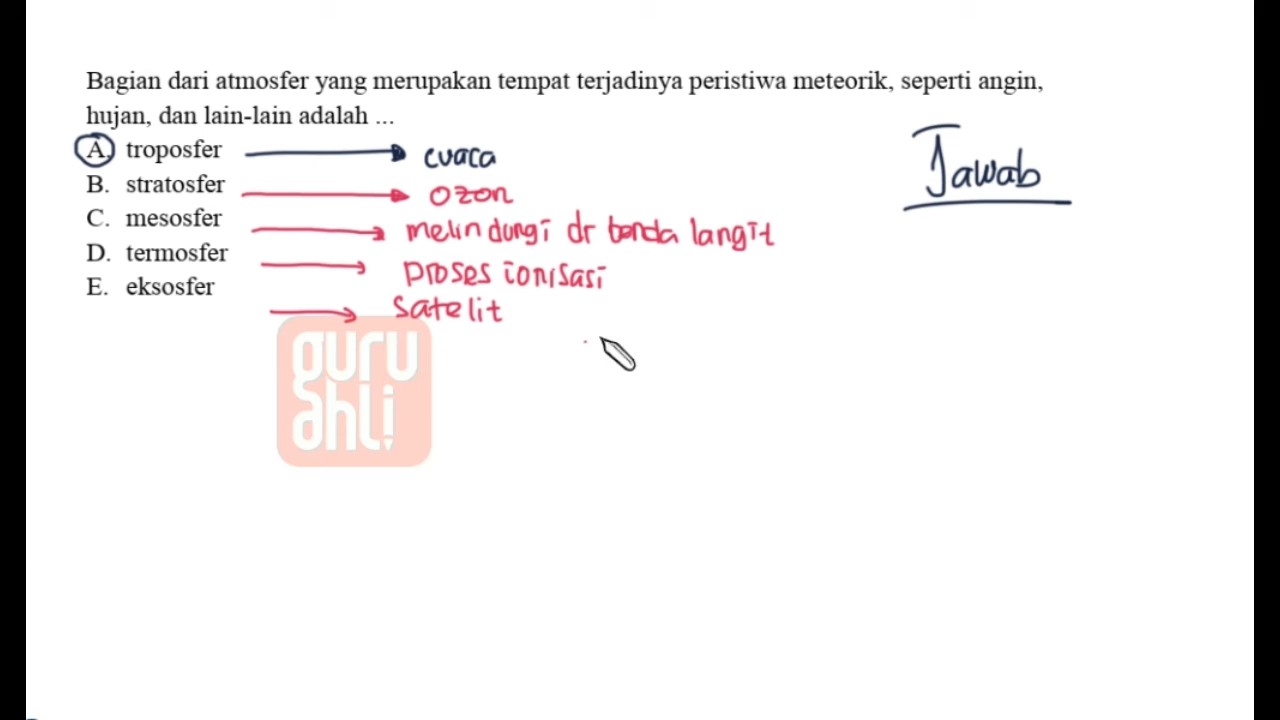 Bagian dari atmosfer yang merupakan tempat terjadinya peristiwa meteorik, seperti angin,
hujan, dan lain-lain adalah ...
A. troposfer cuaca
B. stratosfer ozon
C. mesosfer melindungi dr benda langit
D. termosfer proses ionisasi
E. eksosfer satelit
Jawab
guru
ahli